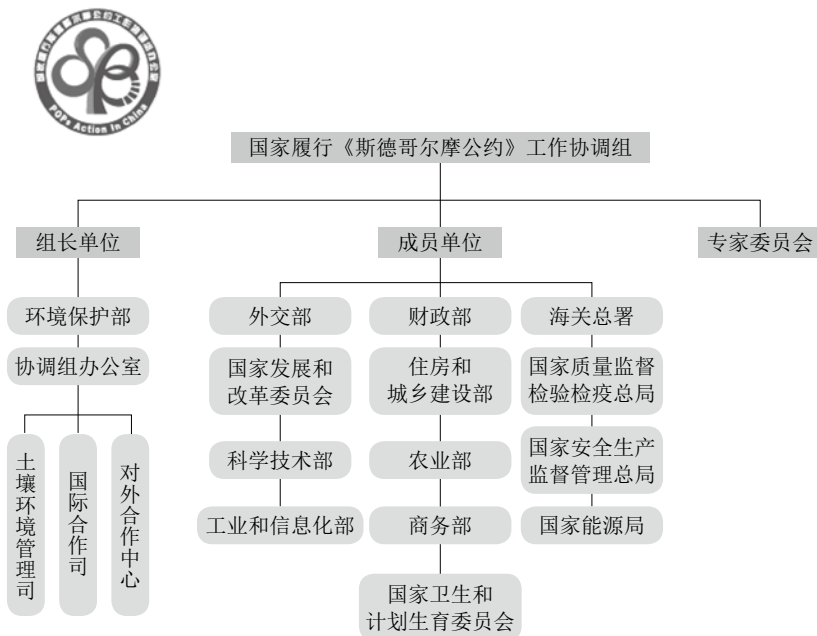 POPs Action In China
国家履行《斯德哥尔摩公约》工作协调组
组长单位
成员单位
专家委员会
环境保护部
外交部
财政部
海关总署
协调组办公室
国家发展和
改革委员会
住房和
城乡建设部
国家质量监督
检验检疫总局
土壤环境管理司
国际合作司
对外合作中心
科学技术部
农业部
国家安全生产
监督管理总局
工业和信息化部
商务部
国家能源局
国家卫生和
计划生育委员会